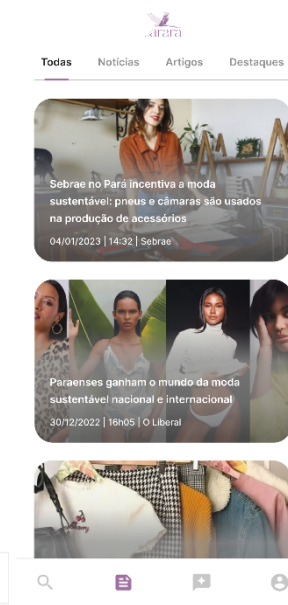 .arara
Todas Notícias Artigos Destaques
Sebrae no Pará incentiva a moda
sustentável: pneus e câmaras são usados
na produção de acessórios
04/01/2023 | 14:32 | Sebrae
Paraenses ganham o mundo da moda
sustentável nacional e internacional
30/12/2022 | 16h05 | O Liberal